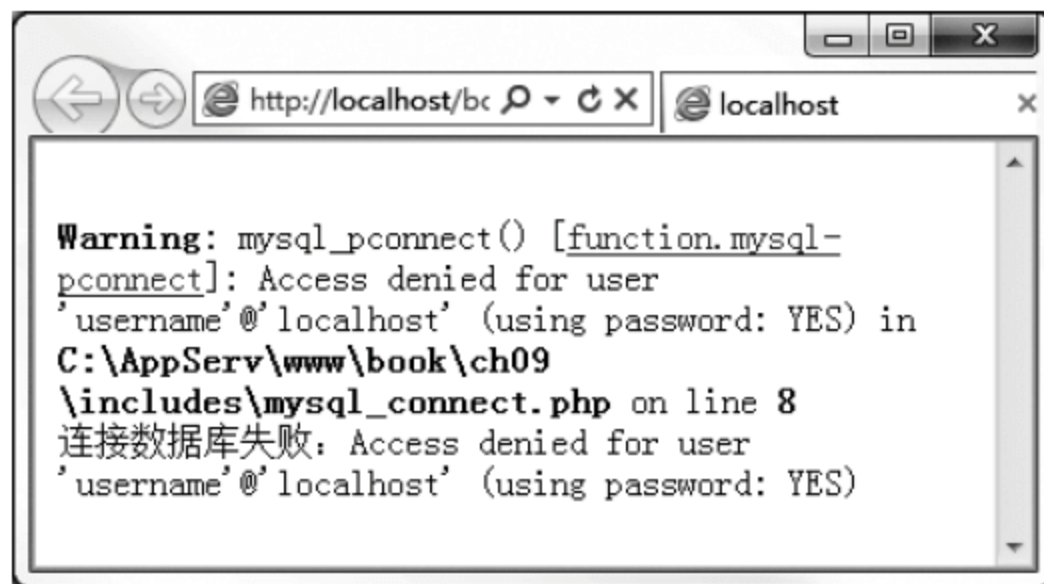 http://localhost/bc
localhost
Warning: mysql_pconnect() [function.mysql-
pconnect]: Access denied for user
'username'@'localhost' (using password: YES) in
C:\AppServ\www\book\ch09
\includes\mysql_connect.php on line 8
连接数据库失败：Access denied for user
'username'@'localhost' (using password: YES)